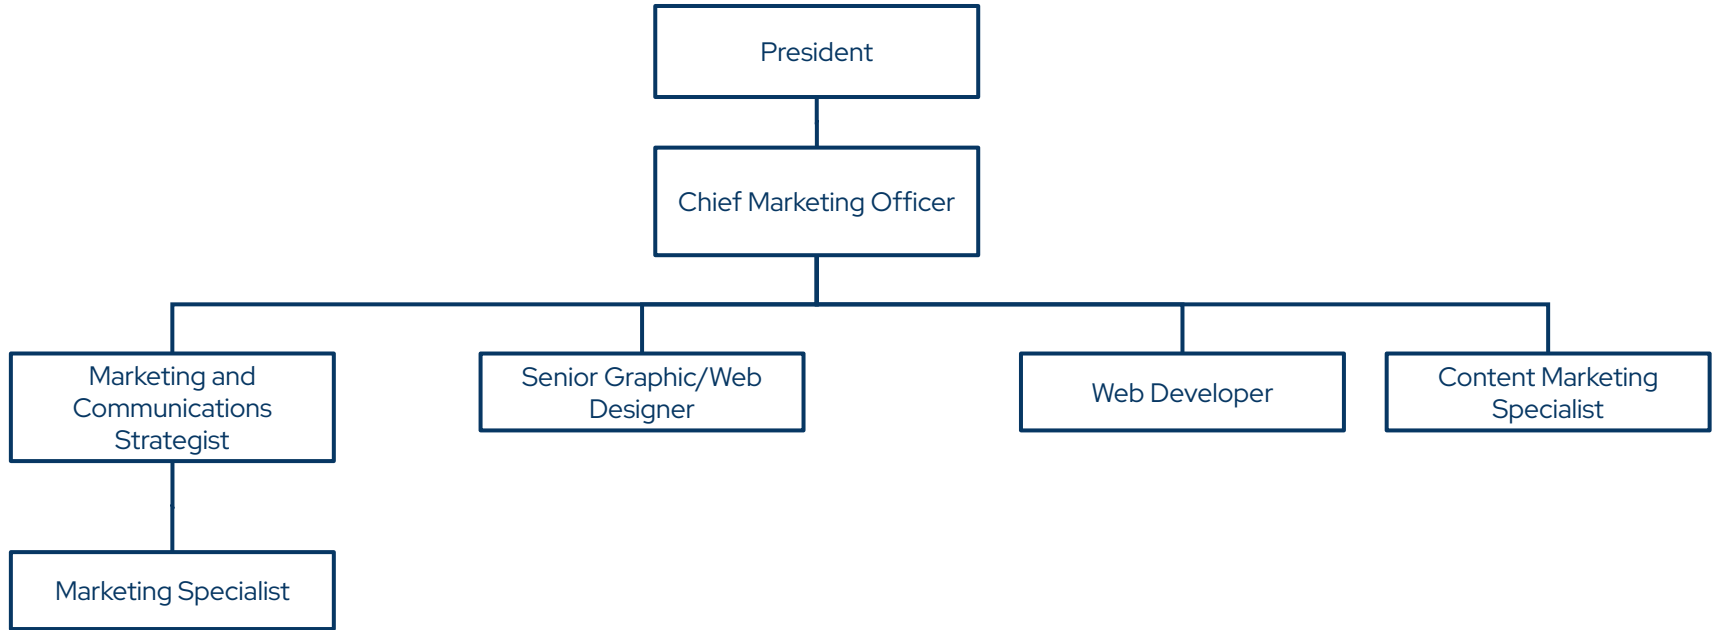 President
Chief Marketing Officer
Marketing and
Communications
Strategist
Senior Graphic/Web
Designer
Web Developer
Content Marketing
Specialist
Marketing Specialist